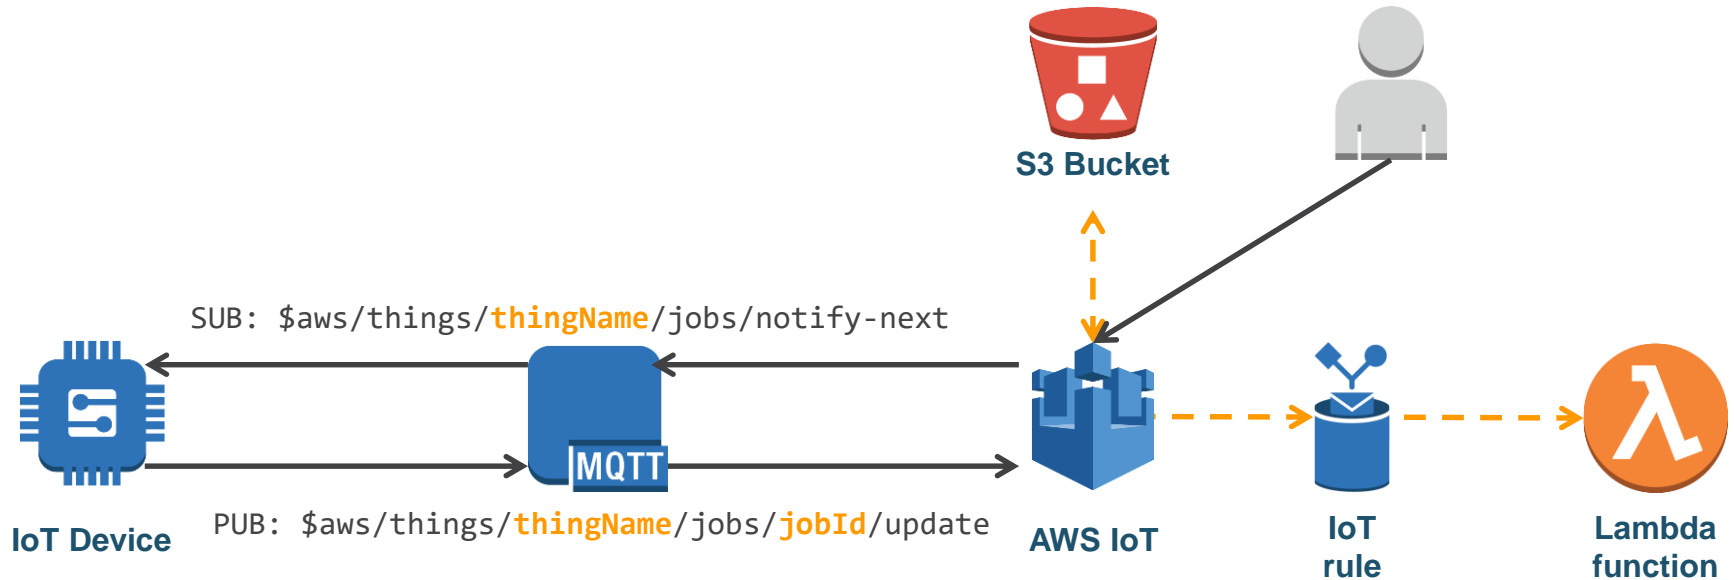 S3 Bucket
SUB: $aws/things/thingName/jobs/notify-next
MQTT
PUB: $aws/things/thingName/jobs/jobId/update
IoT Device
AWS IoT
IoT
rule
Lambda
function